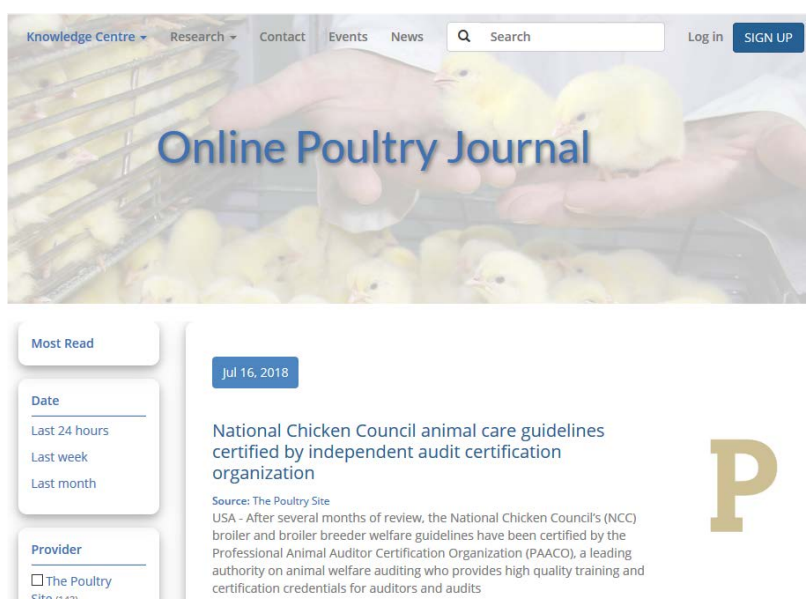 Knowledge Centre Research Contact Events News Search Log in SIGN UP
Online Poultry Journal
Most Read
Date
Last 24 hours
Last week
Last month
Provider
The Poultry
Site (142)
Jul 16, 2018
National Chicken Council animal care guidelines
certified by independent audit certification
organization
Source: The Poultry Site
USA - After several months of review, the National Chicken Council's (NCC)
broiler and broiler breeder welfare guidelines have been certified by the
Professional Animal Auditor Certification Organization (PAACO), a leading
authority on animal welfare auditing who provides high quality training and
certification credentials for auditors and audits
P